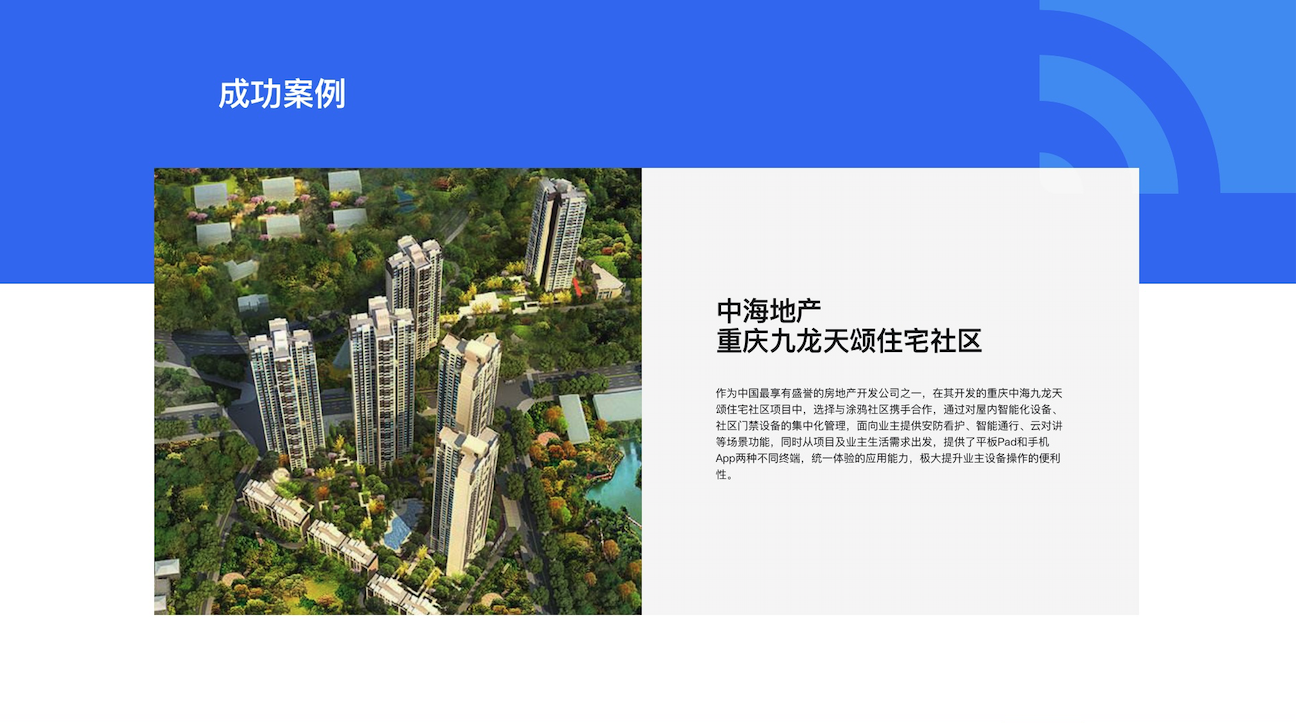 成功案例
中海地产
重庆九龙天颂住宅社区
作为中国最享有盛誉的房地产开发公司之一，在其开发的重庆中海九龙天
颂住宅社区项目中，选择与涂鸦社区携手合作，通过对屋内智能化设备、
社区门禁设备的集中化管理，面向业主提供安防看护、智能通行、云对讲
等场景功能，同时从项目及业主生活需求出发，提供了平板Pad和手机
App两种不同终端，统一体验的应用能力，极大提升业主设备操作的便利
性。